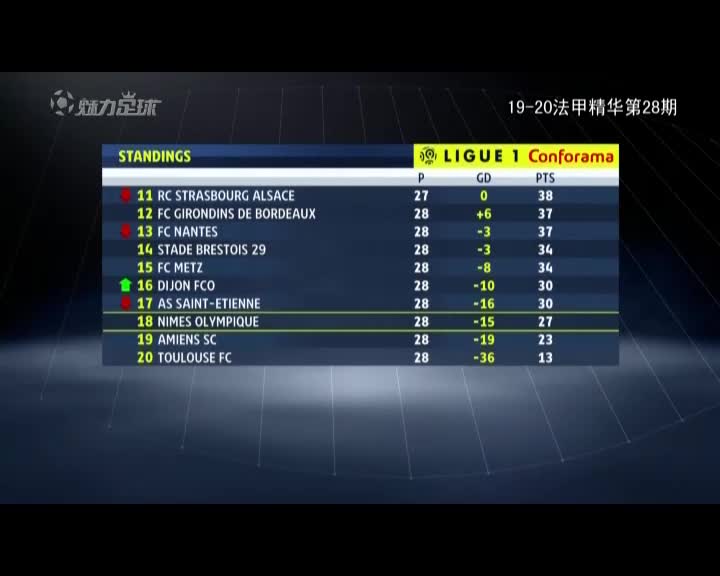 魅力足球
19-20法甲精华第28期
STANDINGS LIGUE 1 Conforama
P GD PTS
11 RC STRASBOURG ALSACE 27 0 38
12 FC GIRONDINS DE BORDEAUX 28 +6 37
13 FC NANTES 28 -3 37
14 STADE BRESTOIS 29 28 -3 34
15 FC METZ 28 -8 34
16 DIJON FCO 28 -10 30
17 AS SAINT-ETIENNE 28 -16 30
18 NIMES OLYMPIQUE 28 -15 27
19 AMIENS SC 28 -19 23
20 TOULOUSE FC 28 -36 13